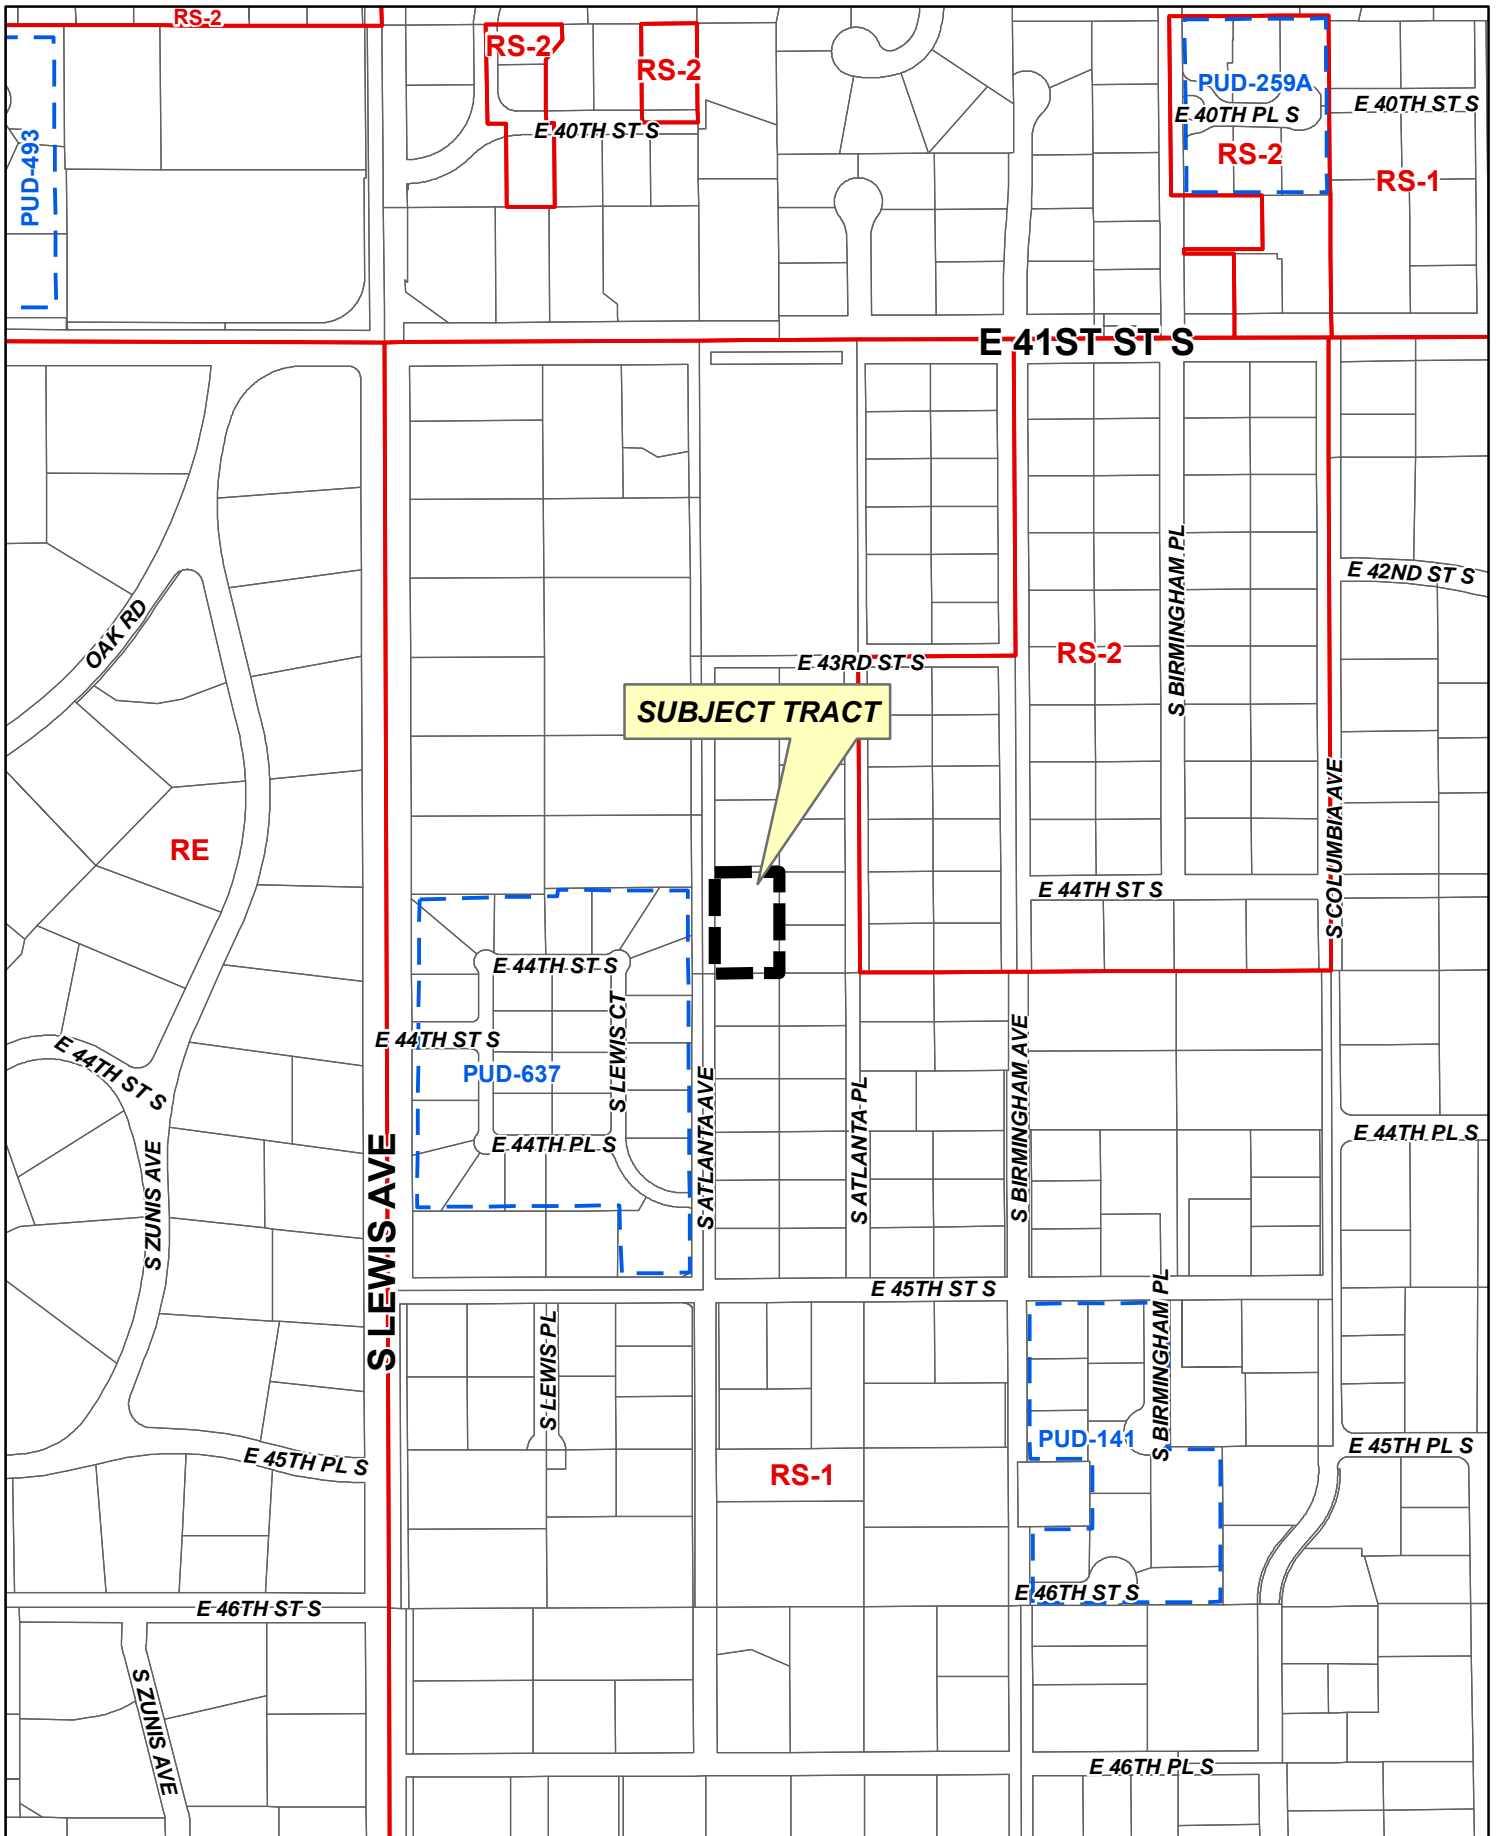 RS-2
RS-2
RS-2
PUD-259A
E 40TH ST S
E 40TH PL S
E 40TH ST S
PUD-493
RS-2
RS-1
E 41ST ST S
E 42ND ST S
OAK RD
S BIRMINGHAM PL
RS-2
E 43RD ST S
SUBJECT TRACT
RE
S COLUMBIA AVE
E 44TH ST S
E 44TH ST S
S LEWIS CT
E 44TH ST S
E 44TH ST S
PUD-637
S ATLANTA AVE
S ATLANTA PL
S BIRMINGHAM AVE
E 44TH PL S
E 44TH PL S
S ZUNIS AVE
S LEWIS AVE
E 45TH ST S
S LEWIS PL
S BIRMINGHAM PL
PUD-141
E 45TH PL S
E 45TH PL S
RS-1
E 46TH ST S
E 46TH ST S
S ZUNIS AVE
E 46TH PL S